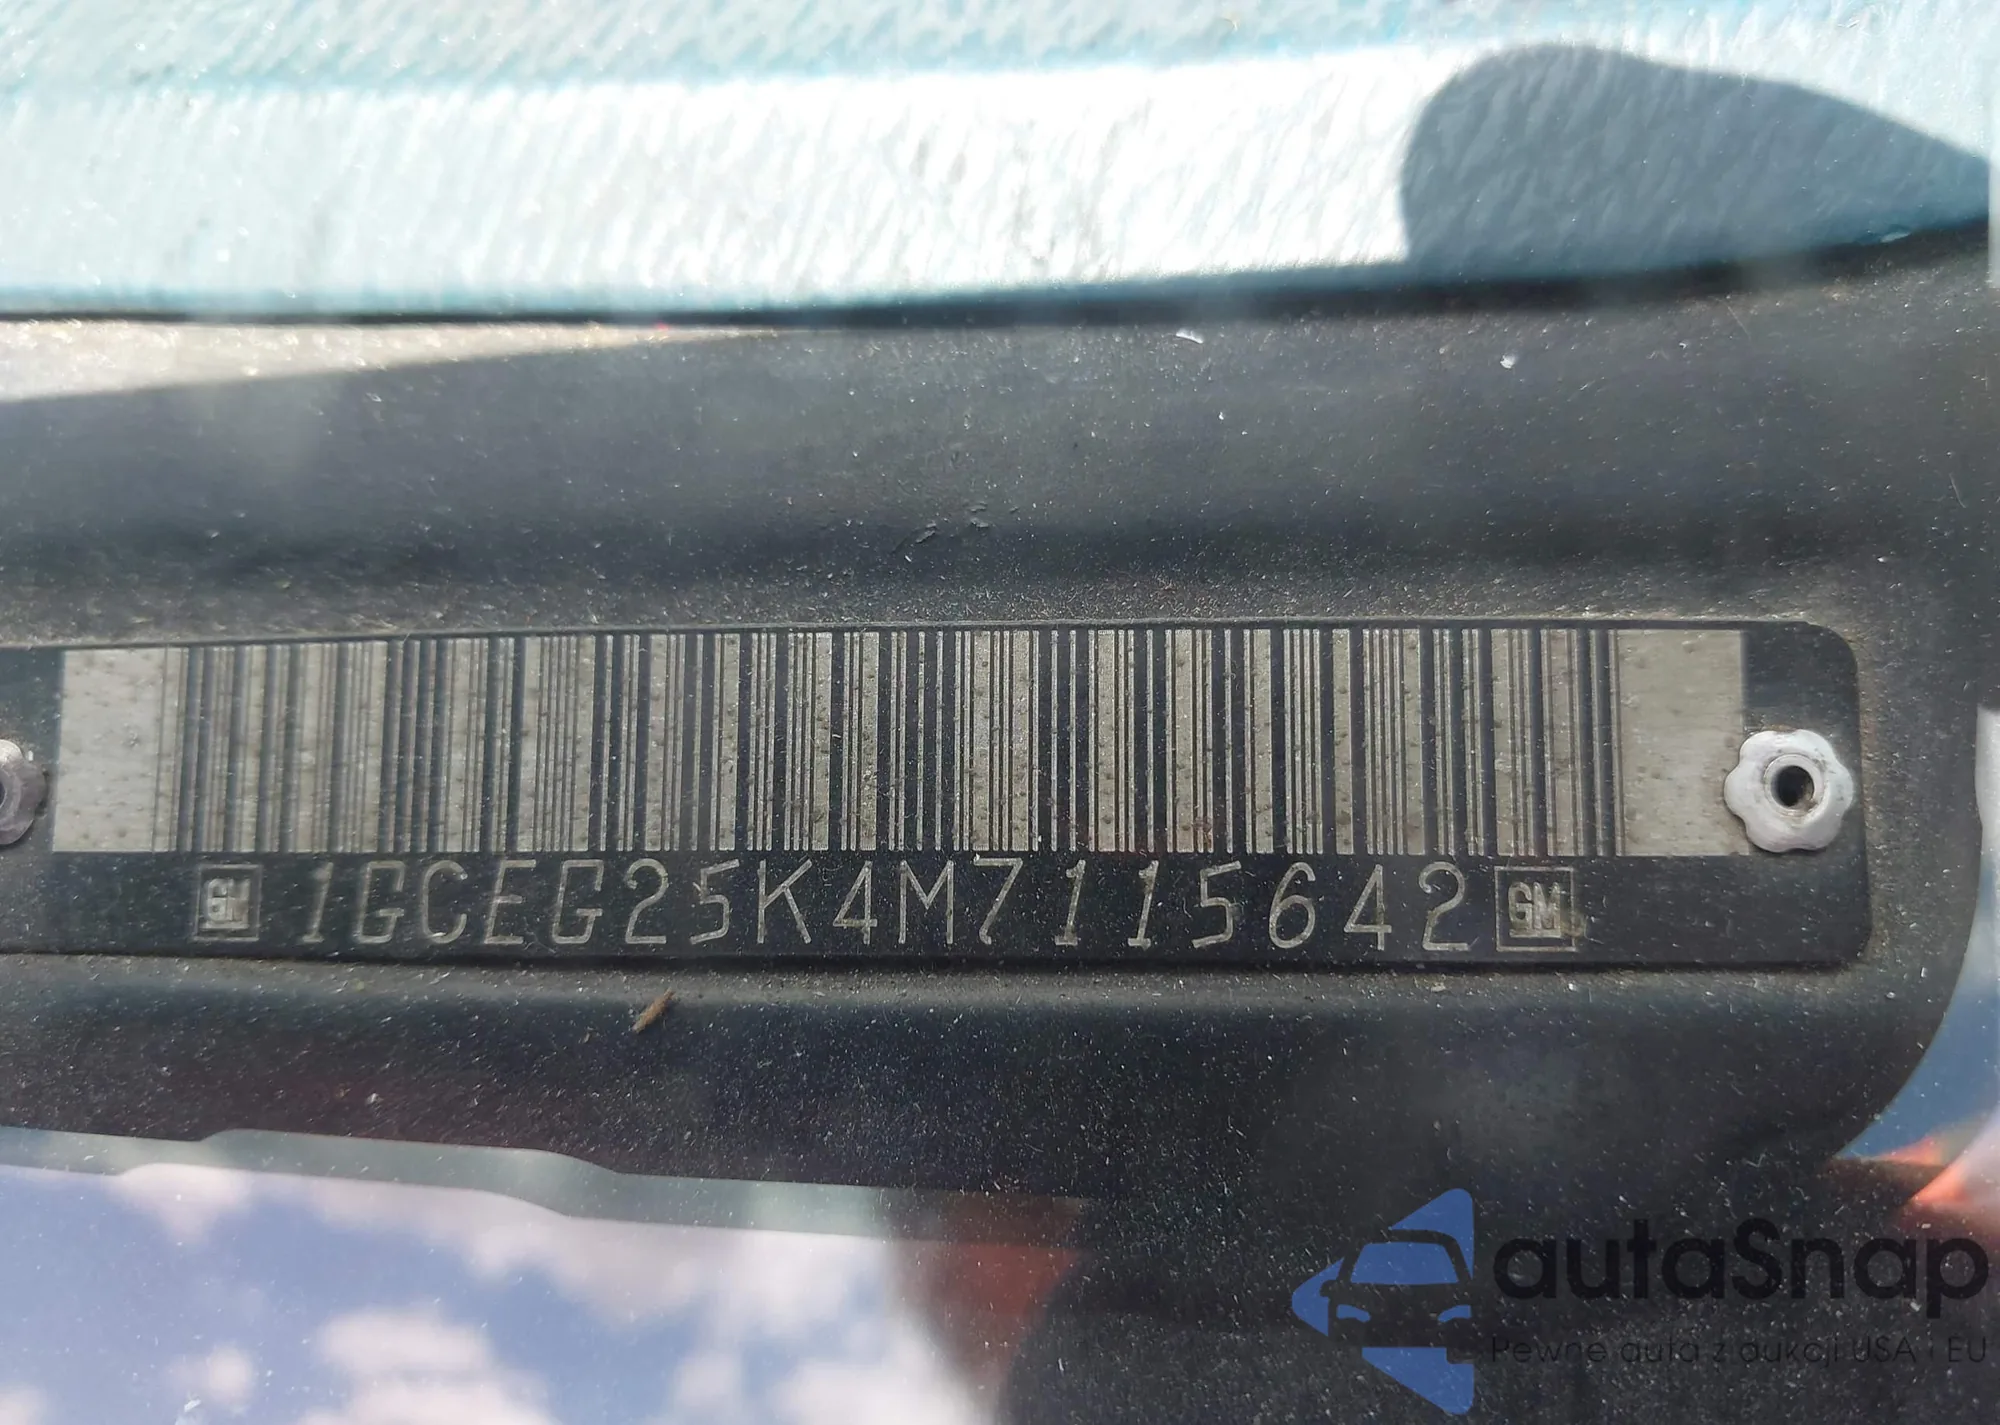 GM 1GCEG25K4M7115642 GM
autaSnap
Pewne auta z aukcji USA i EU